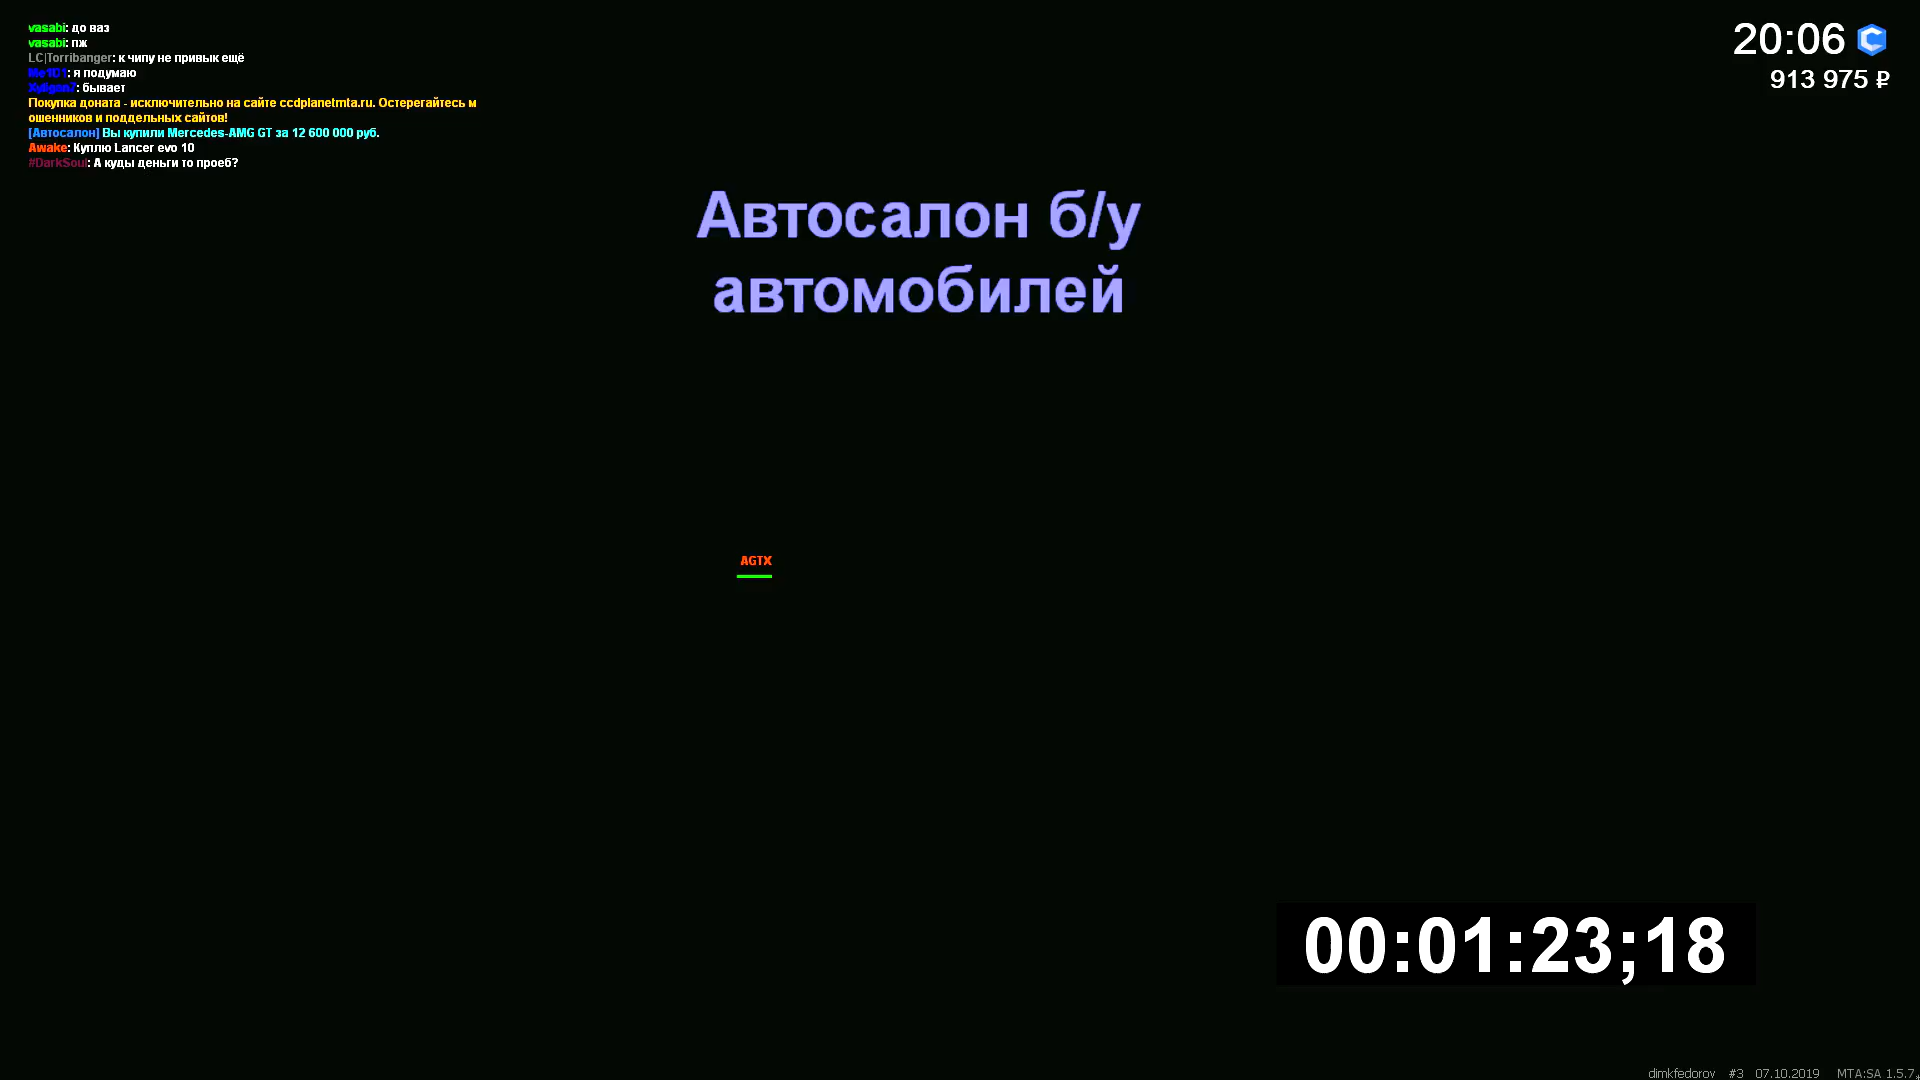 vasabi: до ваз
vasabi: пж
LC|Torribanger: к чипу не привык ещё
Me1D1: я подумаю
Xyligan7: бывает
Покупка доната - исключительно на сайте ccdplanetmta.ru. Остерегайтесь м
ошенников и поддельных сайтов!
[Автосалон] Вы купили Mercedes-AMG GT за 12 600 000 руб.
Awake: Куплю Lancer evo 10
#DarkSoul: А куды деньги то проеб?
20:06
913 975 ₽
Автосалон б/у
автомобилей
AGTX
00:01:23;18
dimkfedorov #3 07.10.2019 MTA:SA 1.5.7